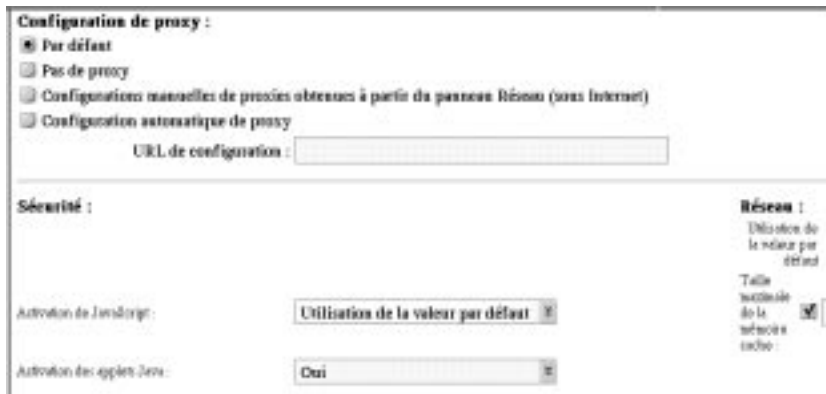 Configuration de proxy :
Par défaut
Pas de proxy
Configurations manuelles de proxies obtenues à partir du panneau Réseau (sous Internet)
Configuration automatique de proxy
URL de configuration :
Sécurité :
Réseau :
Utilisation de
la valeur par
défaut
Activation de JavaScript :
Utilisation de la valeur par défaut
Taille
maximale
de la
mémoire
cache :
Activation des applets Java :
Oui